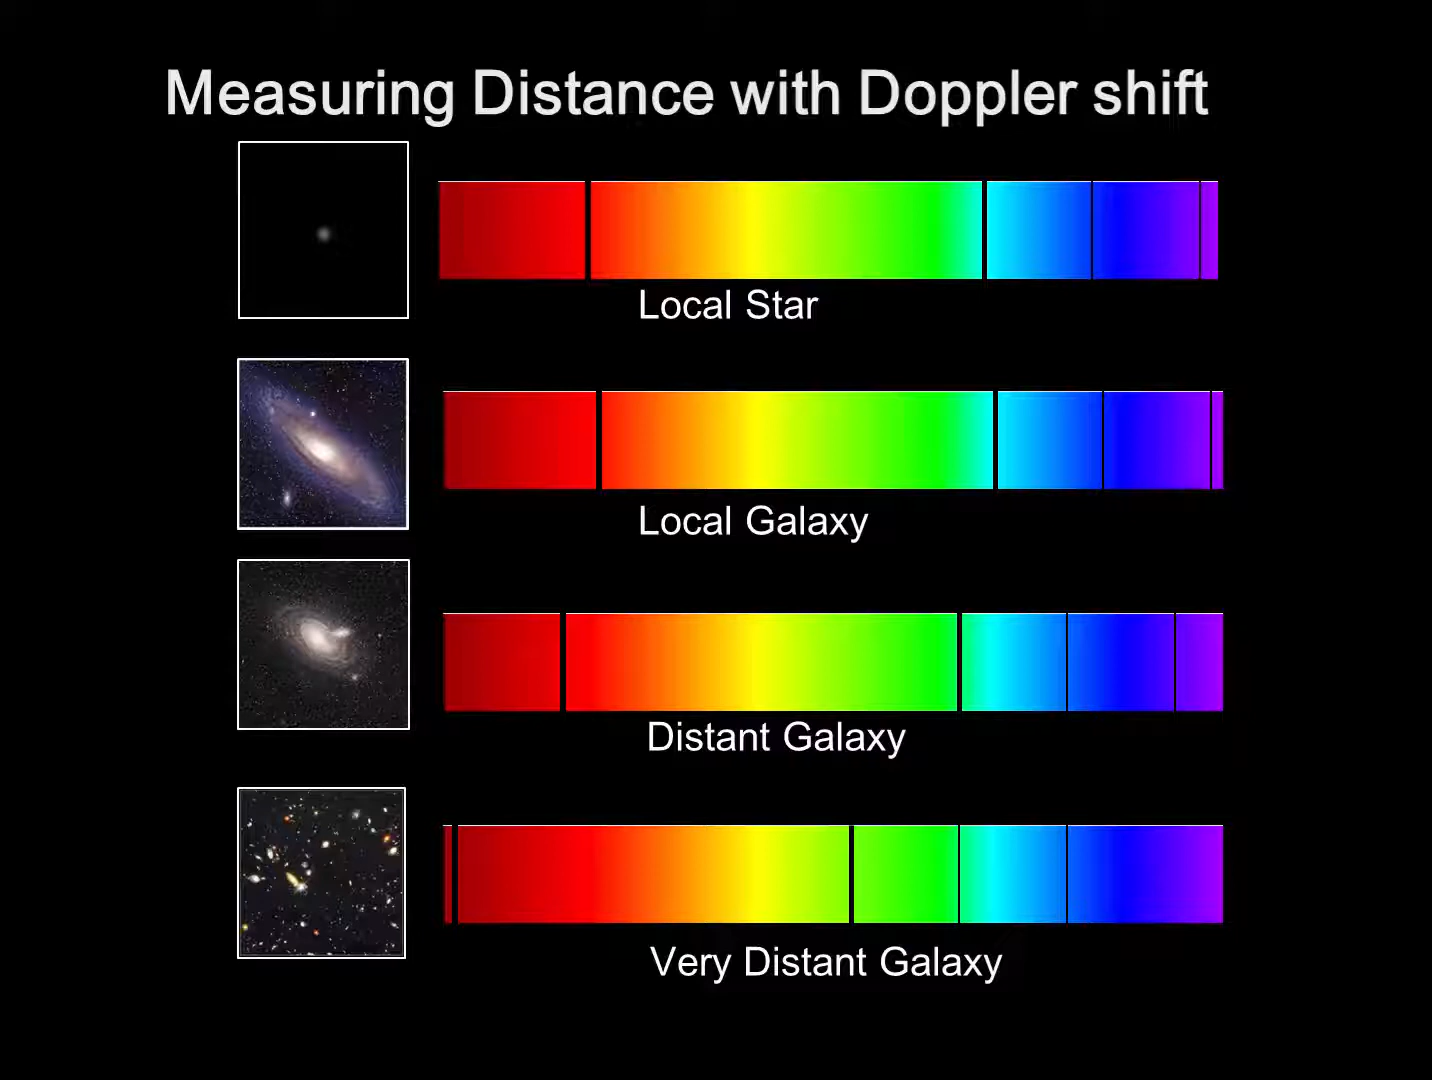 Measuring Distance with Doppler shift
Local Star
Local Galaxy
Distant Galaxy
Very Distant Galaxy